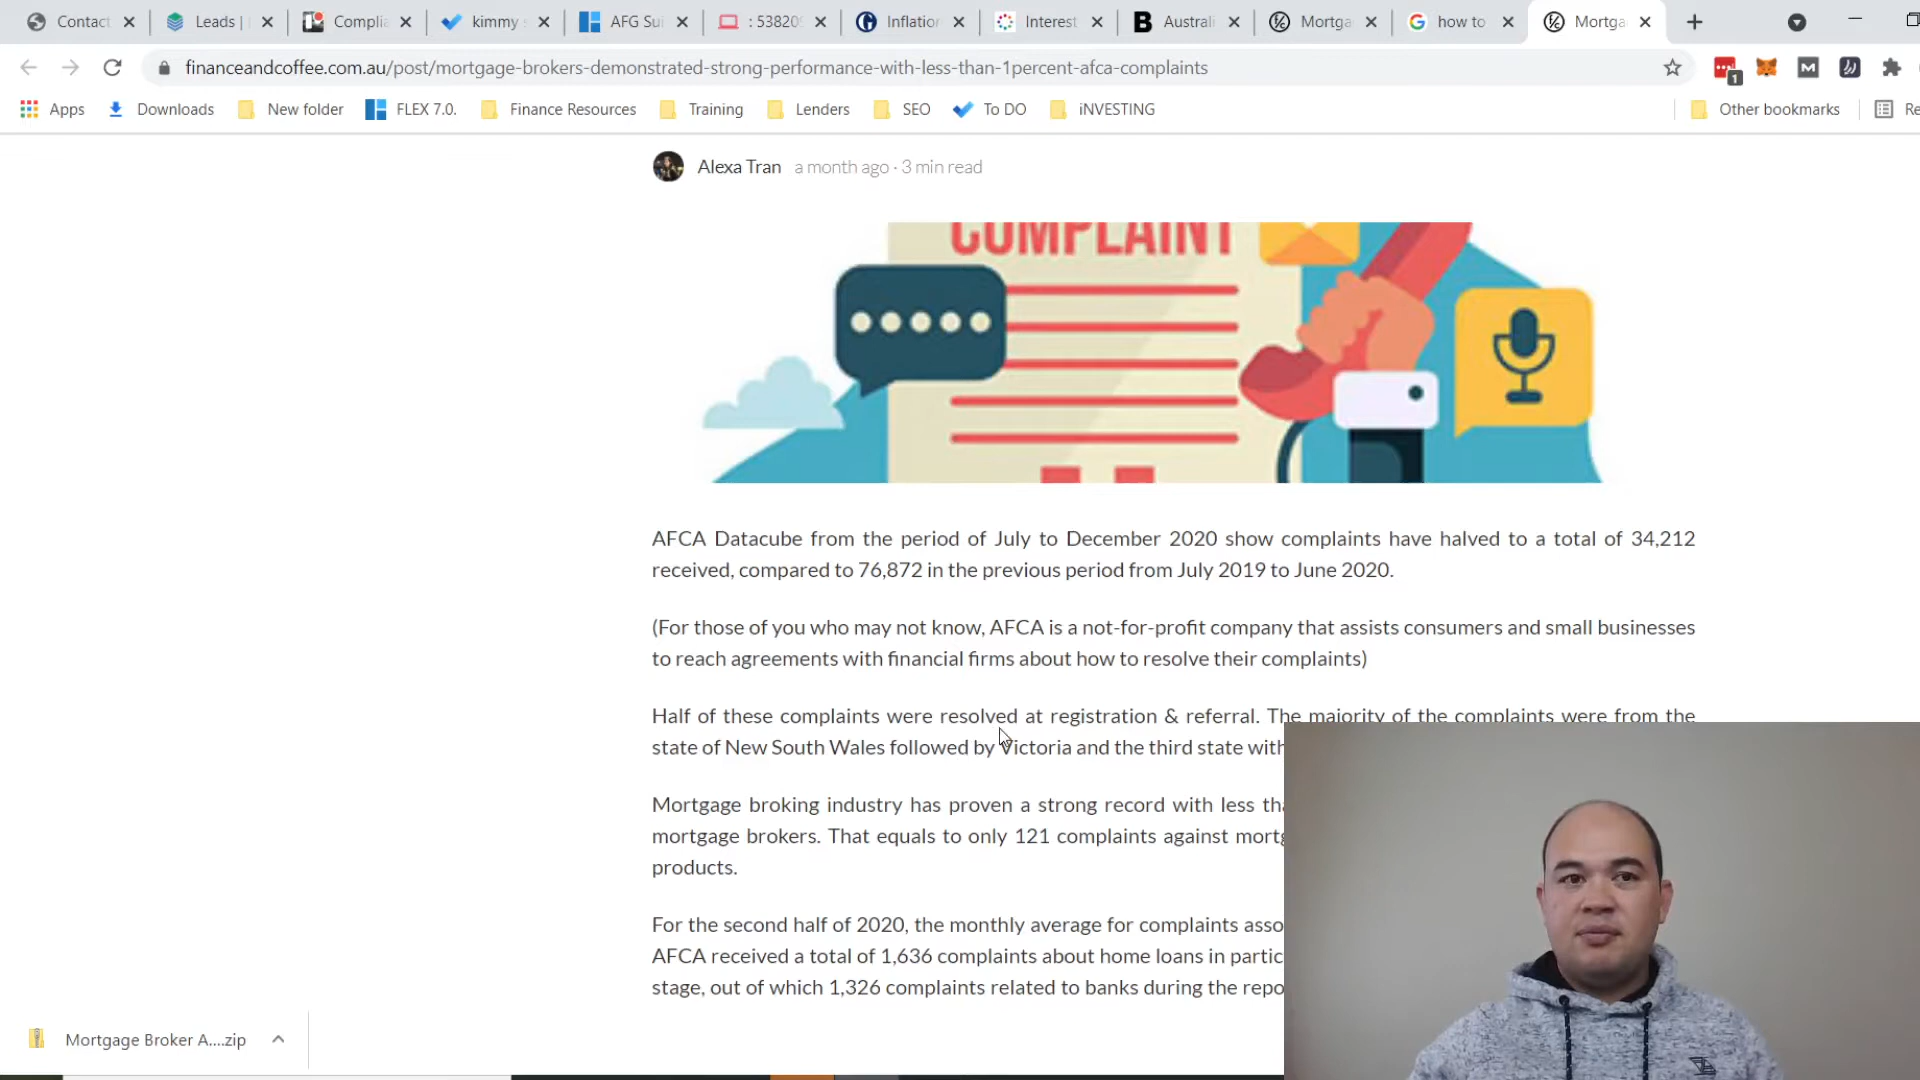 Contact
Leads |
Complia
kimmy
AFG Sui
: 53820
Inflatio
Interest
Australi
Mortga
how to
Mortga
financeandcoffee.com.au/post/mortgage-brokers-demonstrated-strong-performance-with-less-than-1percent-afca-complaints
1
Apps
Downloads
New folder
FLEX 7.0.
Finance Resources
Training
Lenders
SEO
To DO
iNVESTING
Other bookmarks
Re
Alexa Tran a month ago · 3 min read
COMPLAINT
AFCA Datacube from the period of July to December 2020 show complaints have halved to a total of 34,212
received, compared to 76,872 in the previous period from July 2019 to June 2020.
(For those of you who may not know, AFCA is a not-for-profit company that assists consumers and small businesses
to reach agreements with financial firms about how to resolve their complaints)
Half of these complaints were resolved at registration & referral. The majority of the complaints were from the
state of New South Wales followed by Victoria and the third state with
Mortgage broking industry has proven a strong record with less tha
mortgage brokers. That equals to only 121 complaints against mortg
products.
For the second half of 2020, the monthly average for complaints asso
AFCA received a total of 1,636 complaints about home loans in partic
stage, out of which 1,326 complaints related to banks during the repo
Mortgage Broker A....zip